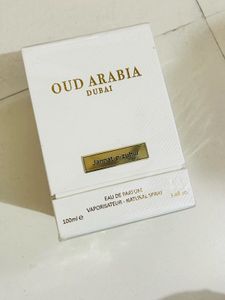 OUD ARABIA
DUBAI
EAU DE PARFUM
VAPORISATEUR - NATURAL SPRAY
100ml ℮